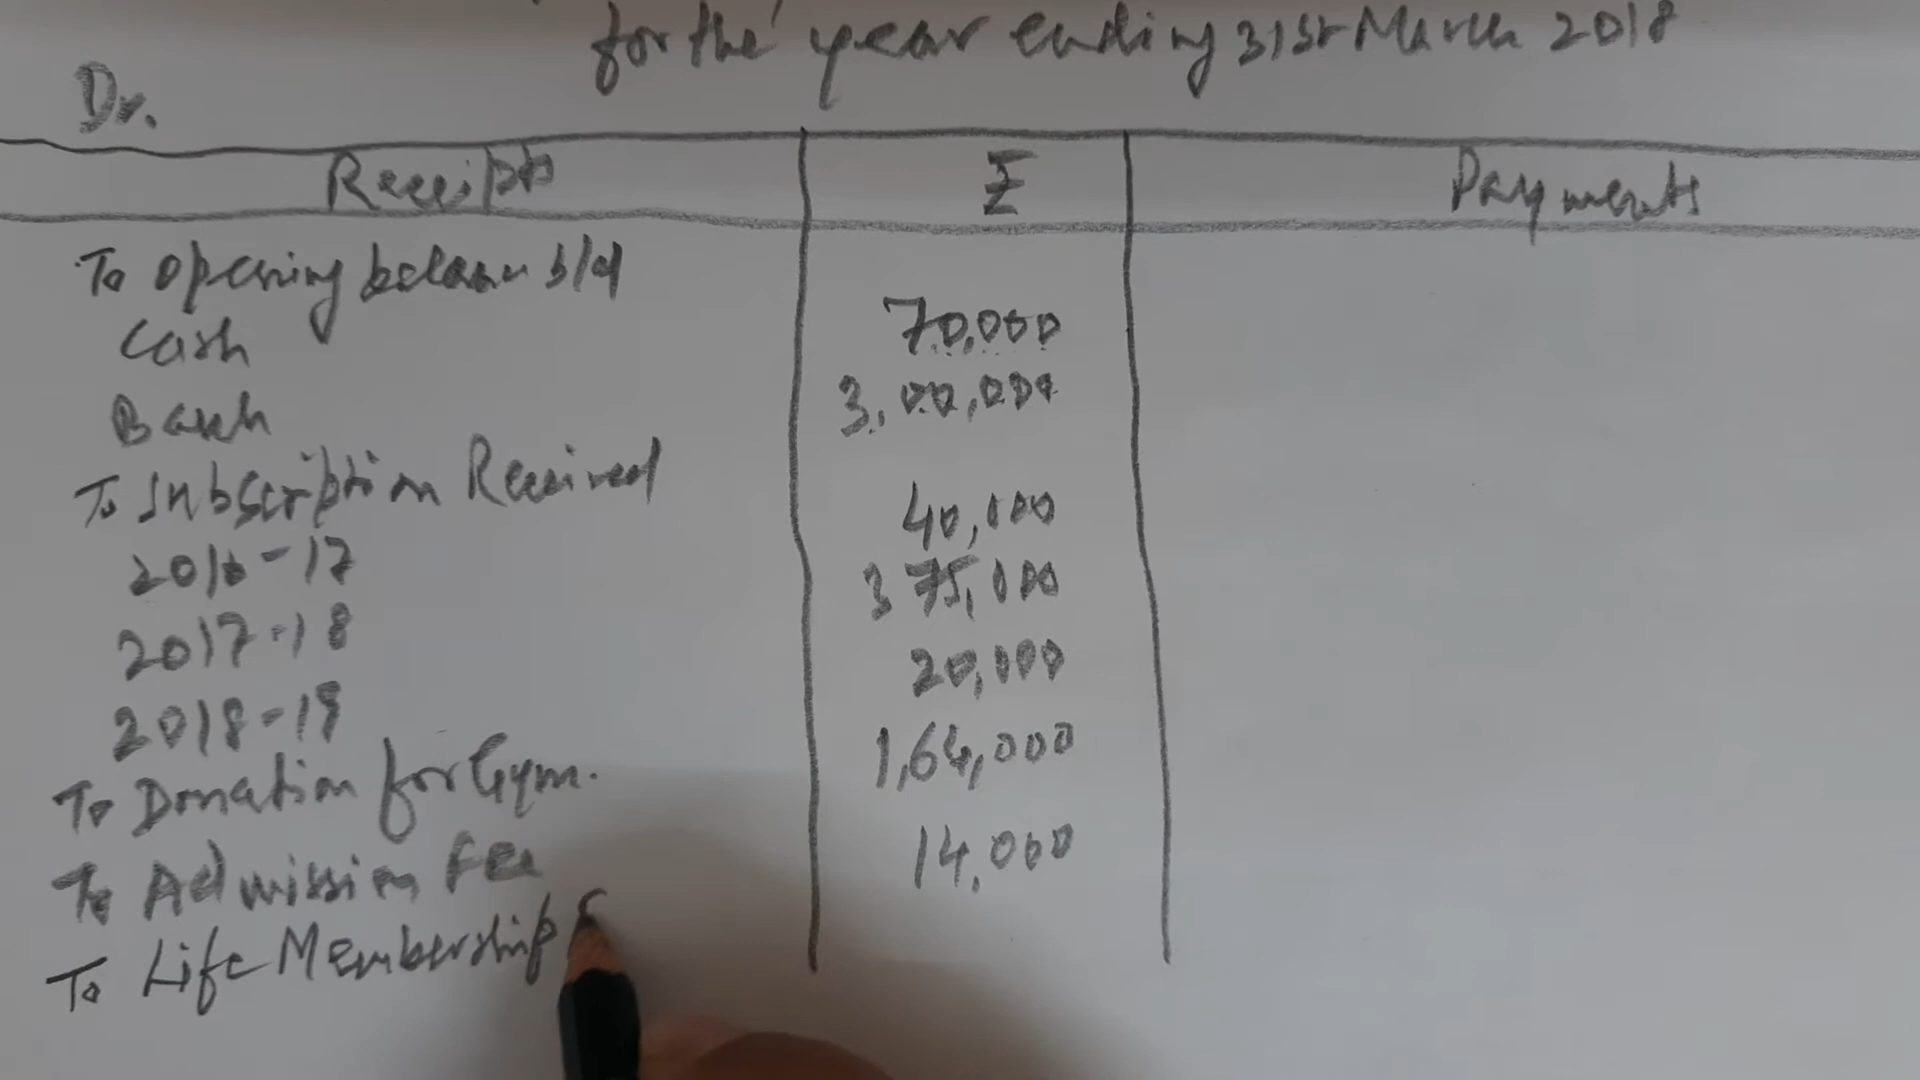 for the year ending 31st March 2018
Dr.
Receipts ₹ Payments
To opening balance b/d
Cash 70,000
Bank 3,00,000
To Subscription Received
2016-17 40,000
2017-18 375,000
2018-19 20,000
To Donation for Gym. 1,64,000
To Admission Fee 14,000
To Life Membership